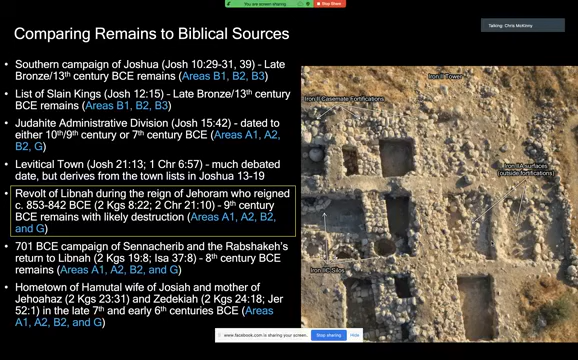 You are screen sharing
Stop Share
Comparing Remains to Biblical Sources
Talking: Chris McKinny
• Southern campaign of Joshua (Josh 10:29-31, 39) - Late
Bronze/13th century BCE remains (Areas B1, B2, B3)
• List of Slain Kings (Josh 12:15) - Late Bronze/13th century
BCE remains (Areas B1, B2, B3)
• Judahite Administrative Division (Josh 15:42) - dated to
either 10th/9th century or 7th century BCE (Areas A1, A2,
B2, G)
• Levitical Town (Josh 21:13; 1 Chr 6:57) - much debated
date, but derives from the town lists in Joshua 13-19
• Revolt of Libnah during the reign of Jehoram who reigned
c. 853-842 BCE (2 Kgs 8:22; 2 Chr 21:10) - 9th century
BCE remains with likely destruction (Areas A1, A2, B2,
and G)
• 701 BCE campaign of Sennacherib and the Rabshakeh's
return to Libnah (2 Kgs 19:8; Isa 37:8) - 8th century BCE
remains (Areas A1, A2, B2, and G)
• Hometown of Hamutal wife of Josiah and mother of
Jehoahaz (2 Kgs 23:31) and Zedekiah (2 Kgs 24:18; Jer
52:1) in the late 7th and early 6th centuries BCE (Areas
A1, A2, B2, and G)
Iron II Tower
Iron II Casemate Fortifications
Iron IIA surfaces
(outside fortifications)
Iron IIC Silos
www.facebook.com is sharing your screen.
Stop sharing
Hide